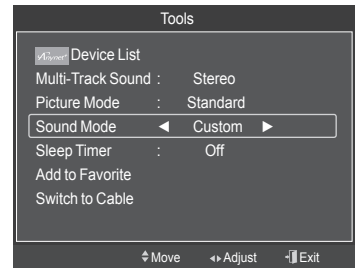 Tools
Anynet+ Device List
Multi-Track Sound : Stereo
Picture Mode : Standard
Sound Mode ◄ Custom ►
Sleep Timer : Off
Add to Favorite
Switch to Cable
Move Adjust Exit